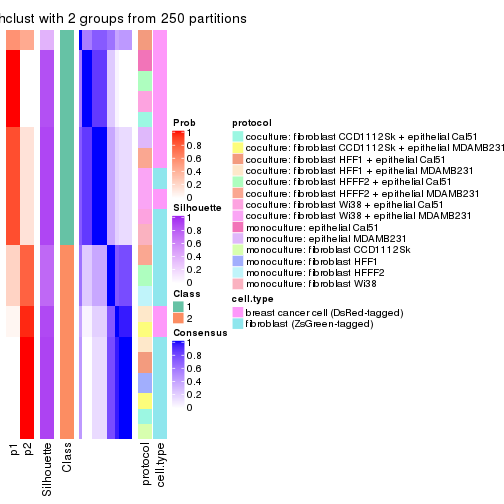 hclust with 2 groups from 250 partitions
Prob
1
0.8
0.6
0.4
0.2
0
Silhouette
1
0.8
0.6
0.4
0.2
0
Class
1
2
Consensus
1
0.8
0.6
0.4
0.2
0
protocol
coculture: fibroblast CCD1112Sk + epithelial Cal51
coculture: fibroblast CCD1112Sk + epithelial MDAMB231
coculture: fibroblast HFF1 + epithelial Cal51
coculture: fibroblast HFF1 + epithelial MDAMB231
coculture: fibroblast HFFF2 + epithelial Cal51
coculture: fibroblast HFFF2 + epithelial MDAMB231
coculture: fibroblast Wi38 + epithelial Cal51
coculture: fibroblast Wi38 + epithelial MDAMB231
monoculture: epithelial Cal51
monoculture: epithelial MDAMB231
monoculture: fibroblast CCD1112Sk
monoculture: fibroblast HFF1
monoculture: fibroblast HFFF2
monoculture: fibroblast Wi38
cell.type
breast cancer cell (DsRed-tagged)
fibroblast (ZsGreen-tagged)
p1
p2
Silhouette
Class
protocol
cell.type